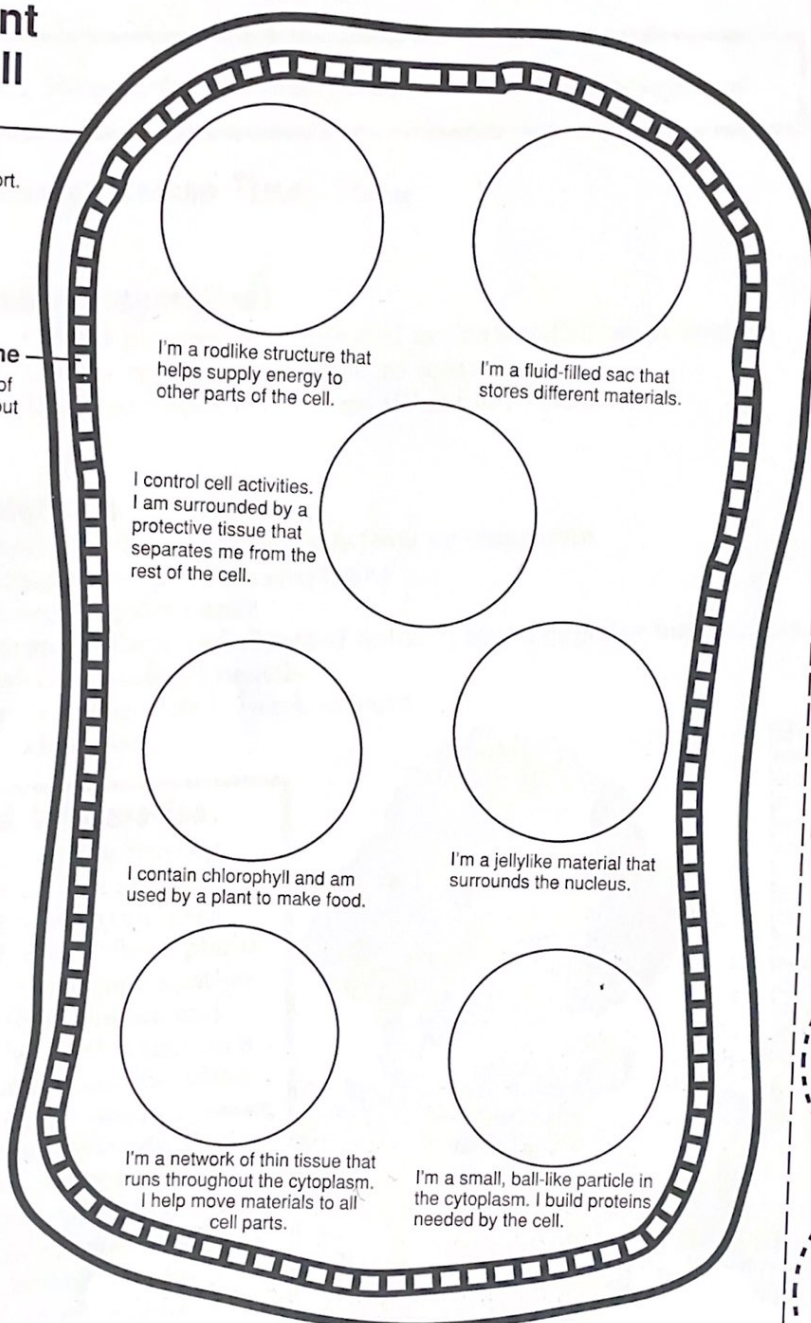 nt
ll
ort.
ne
of
out
I'm a rodlike structure that
helps supply energy to
other parts of the cell.
I'm a fluid-filled sac that
stores different materials.
I control cell activities.
I am surrounded by a
protective tissue that
separates me from the
rest of the cell.
I contain chlorophyll and am
used by a plant to make food.
I'm a jellylike material that
surrounds the nucleus.
I'm a network of thin tissue that
runs throughout the cytoplasm.
I help move materials to all
cell parts.
I'm a small, ball-like particle in
the cytoplasm. I build proteins
needed by the cell.